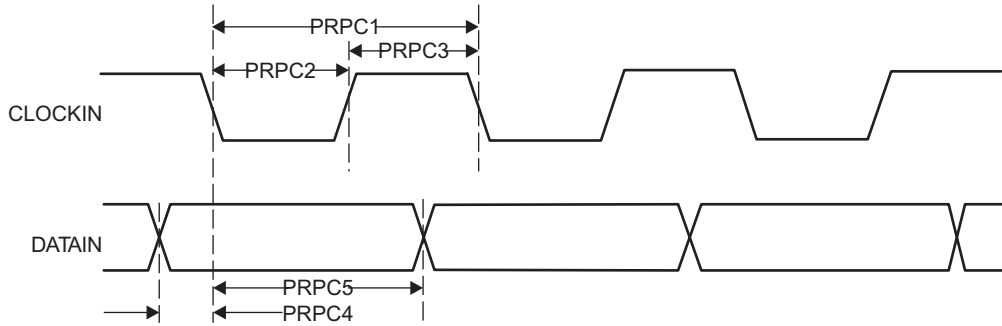 PRPC1
PRPC3
PRPC2
CLOCKIN
DATAIN
PRPC5
PRPC4